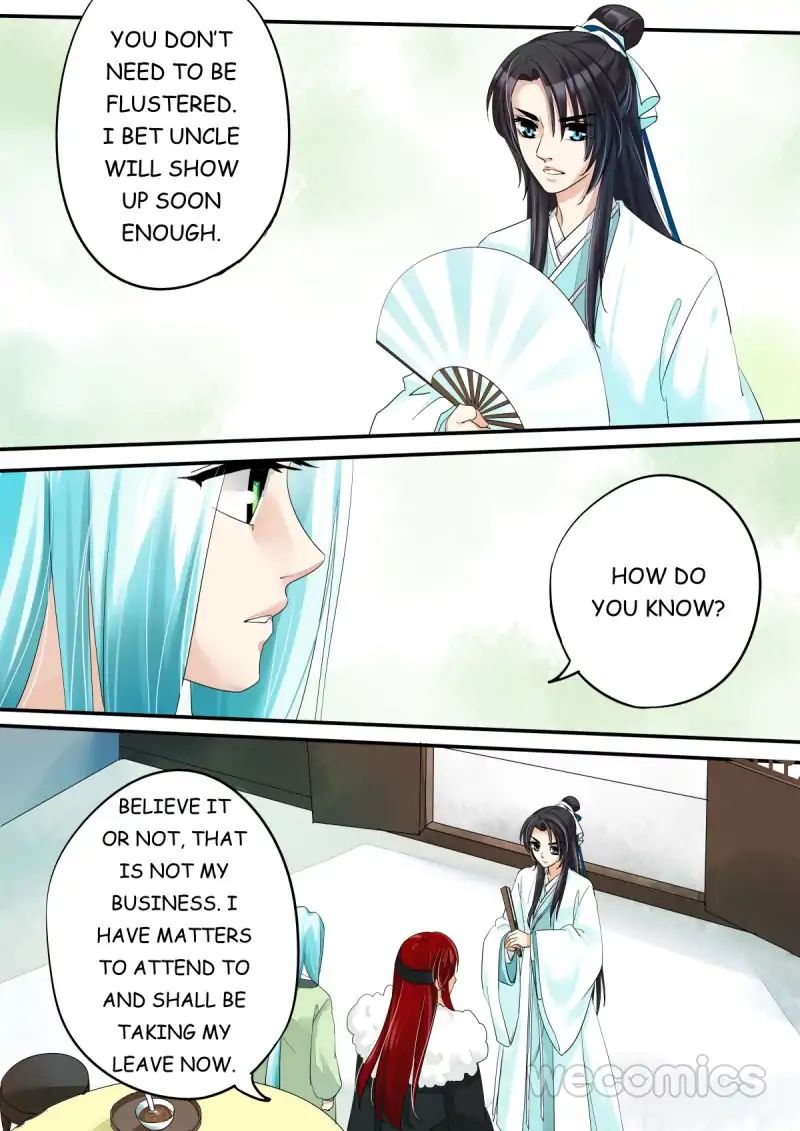 YOU DON'T
NEED TO BE
FLUSTERED.
I BET UNCLE
WILL SHOW
UP SOON
ENOUGH.
HOW DO
YOU KNOW?
BELIEVE IT
OR NOT, THAT
IS NOT MY
BUSINESS. I
HAVE MATTERS
TO ATTEND TO
AND SHALL BE
TAKING MY
LEAVE NOW.
wecomics